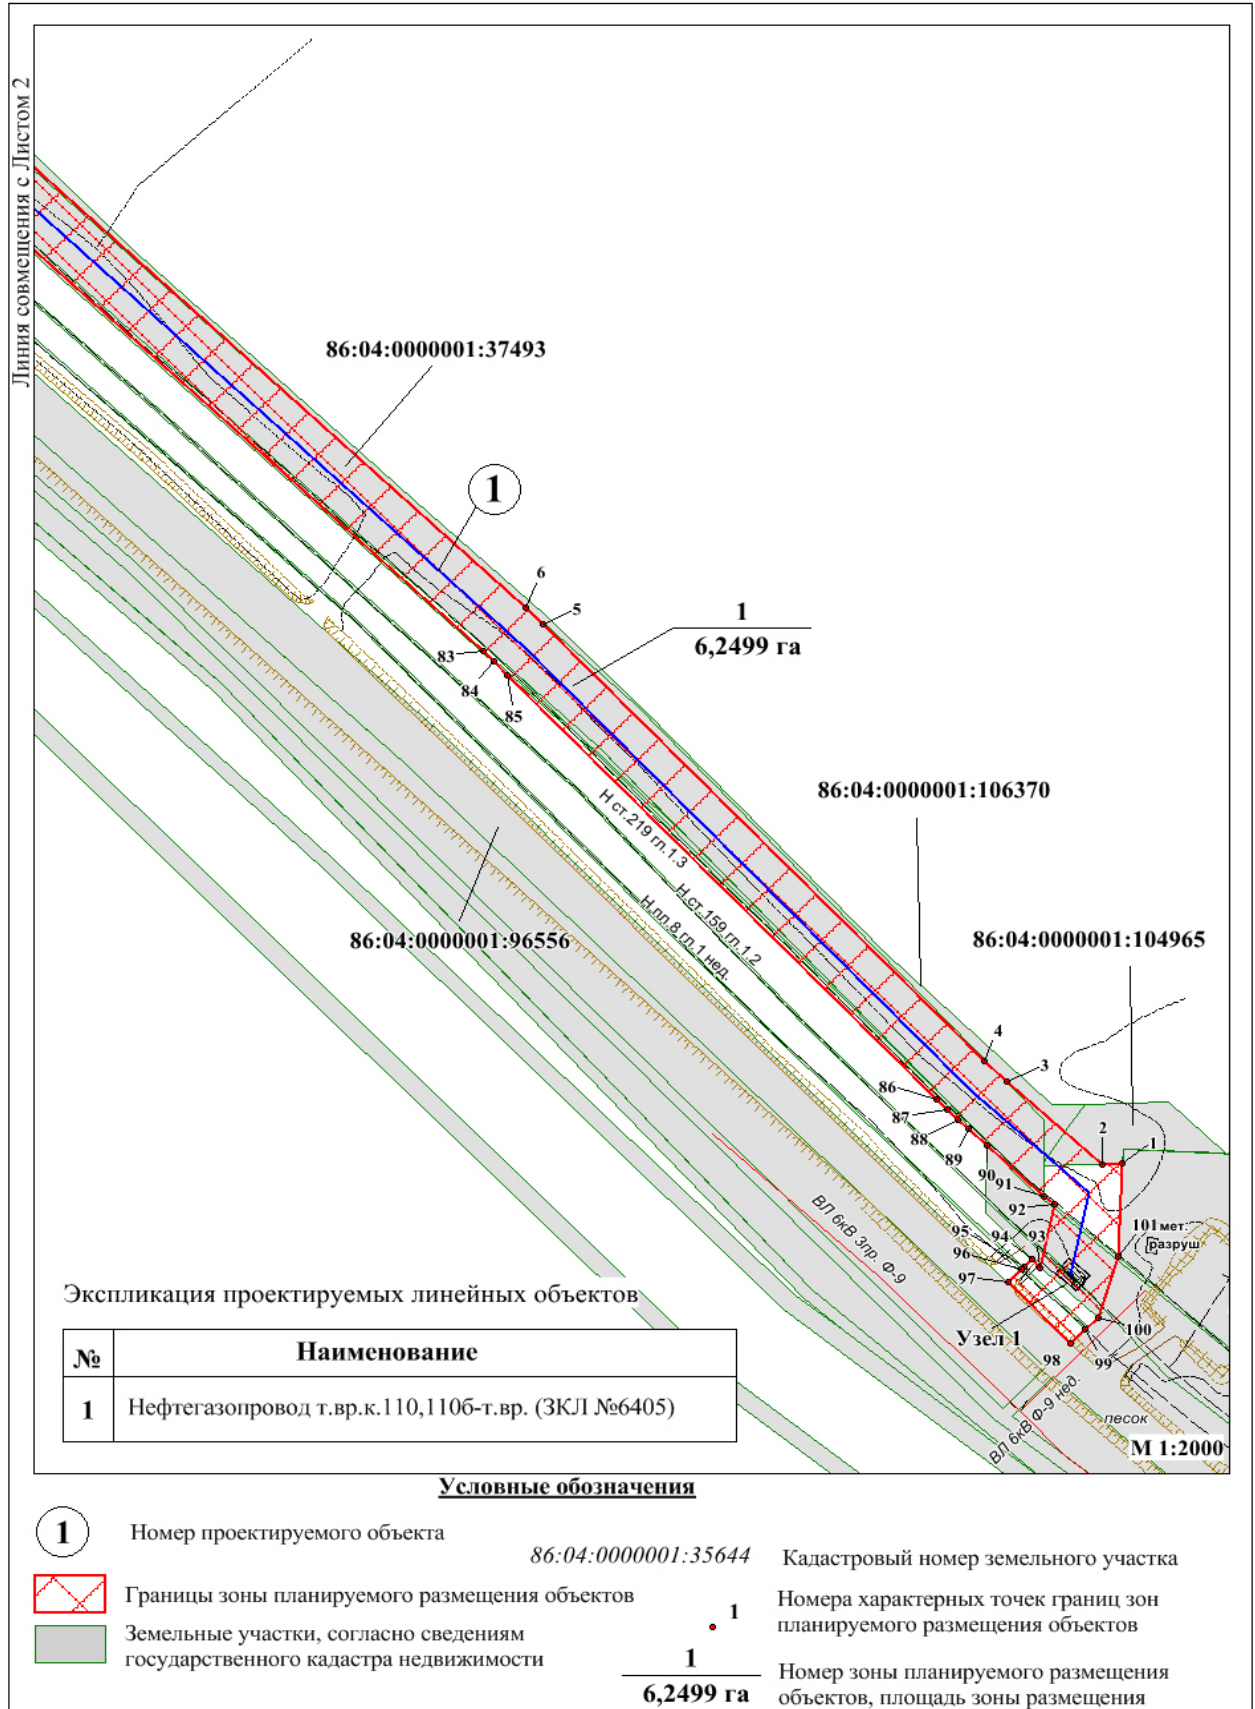 Линия совмещения с Листом 2
86:04:0000001:37493
1
6
5
1
6,2499 га
83
84
85
86:04:0000001:106370
Н ст.219 гл.1.3
Н ст.159 гл.1.2
Н пл.8 гл.1 нед.
86:04:0000001:96556
86:04:0000001:104965
4
3
86
87
88
89
2
1
90
91
92
ВЛ 6кВ 3пр. Ф-9
95
94
93
101 мет.
разруш
96
97
Узел 1
100
98
99
ВЛ 6кВ Ф-9 нед.
песок
М 1:2000
Экспликация проектируемых линейных объектов
№ Наименование
1 Нефтегазопровод т.вр.к.110,110б-т.вр. (ЗКЛ №6405)
Условные обозначения
1 Номер проектируемого объекта
Границы зоны планируемого размещения объектов
Земельные участки, согласно сведениям
государственного кадастра недвижимости
86:04:0000001:35644 Кадастровый номер земельного участка
1 Номера характерных точек границ зон
планируемого размещения объектов
1
6,2499 га
Номер зоны планируемого размещения
объектов, площадь зоны размещения